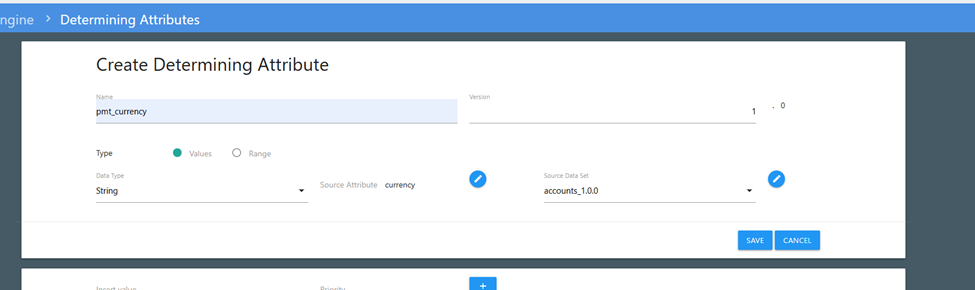 ngine > Determining Attributes
Create Determining Attribute
Name
Version
pmt_currency
1 . 0
Type Values Range
Data Type
Source Attribute currency
Source Data Set
String
accounts_1.0.0
SAVE CANCEL
Insert value Priority +